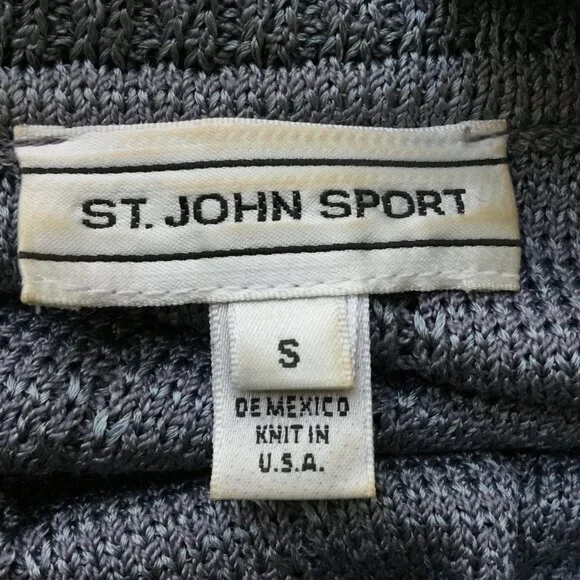 ST. JOHN SPORT
S
DE MEXICO
KNIT IN
U.S.A.